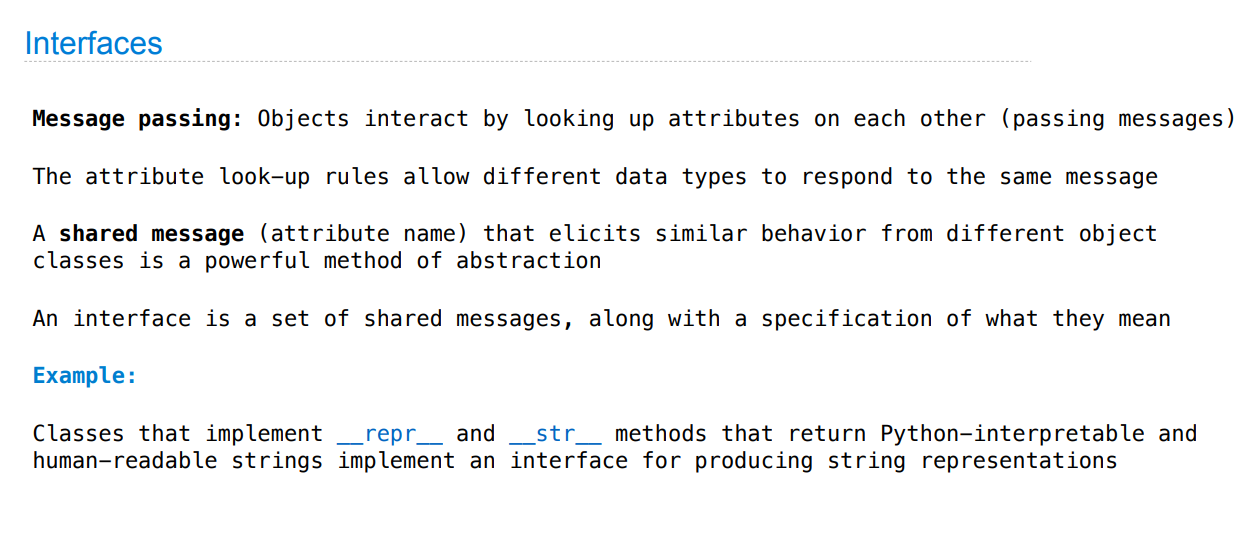 Interfaces
Message passing: Objects interact by looking up attributes on each other (passing messages)
The attribute look-up rules allow different data types to respond to the same message
A shared message (attribute name) that elicits similar behavior from different object
classes is a powerful method of abstraction
An interface is a set of shared messages, along with a specification of what they mean
Example:
Classes that implement __repr__ and __str__ methods that return Python-interpretable and
human-readable strings implement an interface for producing string representations